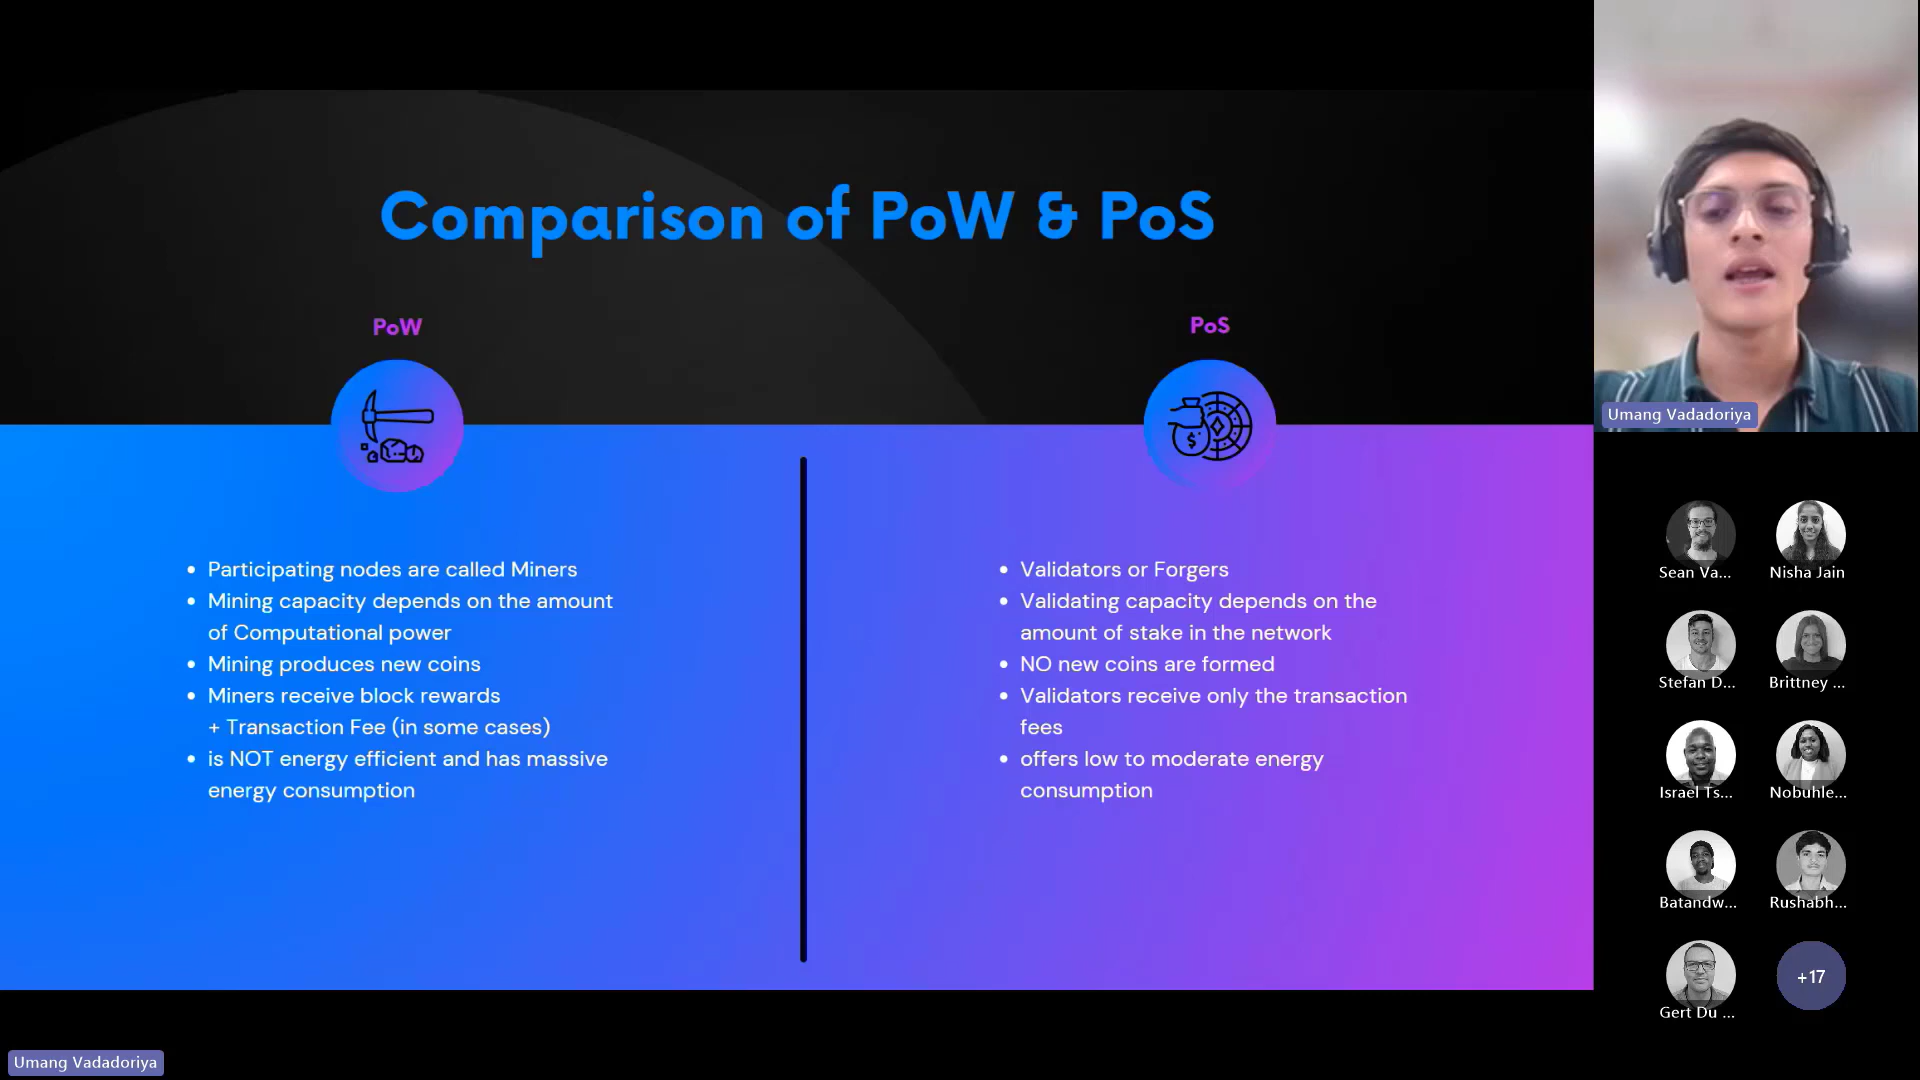 Comparison of PoW & PoS
PoW
PoS
• Participating nodes are called Miners
• Mining capacity depends on the amount
of Computational power
• Mining produces new coins
• Miners receive block rewards
+ Transaction Fee (in some cases)
• is NOT energy efficient and has massive
energy consumption
• Validators or Forgers
• Validating capacity depends on the
amount of stake in the network
• NO new coins are formed
• Validators receive only the transaction
fees
• offers low to moderate energy
consumption
Umang Vadadoriya
Sean Va...
Nisha Jain
Stefan D...
Brittney ...
Israel Ts...
Nobuhle...
Batandw...
Rushabh...
Gert Du ...
+17
Umang Vadadoriya